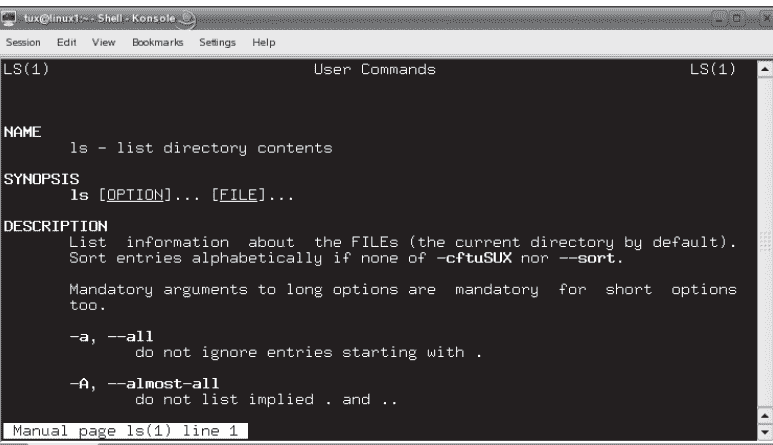 tux@linux1:~ - Shell - Konsole
Session Edit View Bookmarks Settings Help
LS(1) User Commands LS(1)
NAME
ls - list directory contents
SYNOPSIS
ls [OPTION]... [FILE]...
DESCRIPTION
List information about the FILEs (the current directory by default).
Sort entries alphabetically if none of -cftuSUX nor --sort.
Mandatory arguments to long options are mandatory for short options
too.
-a, --all
do not ignore entries starting with .
-A, --almost-all
do not list implied . and ..
Manual page ls(1) line 1